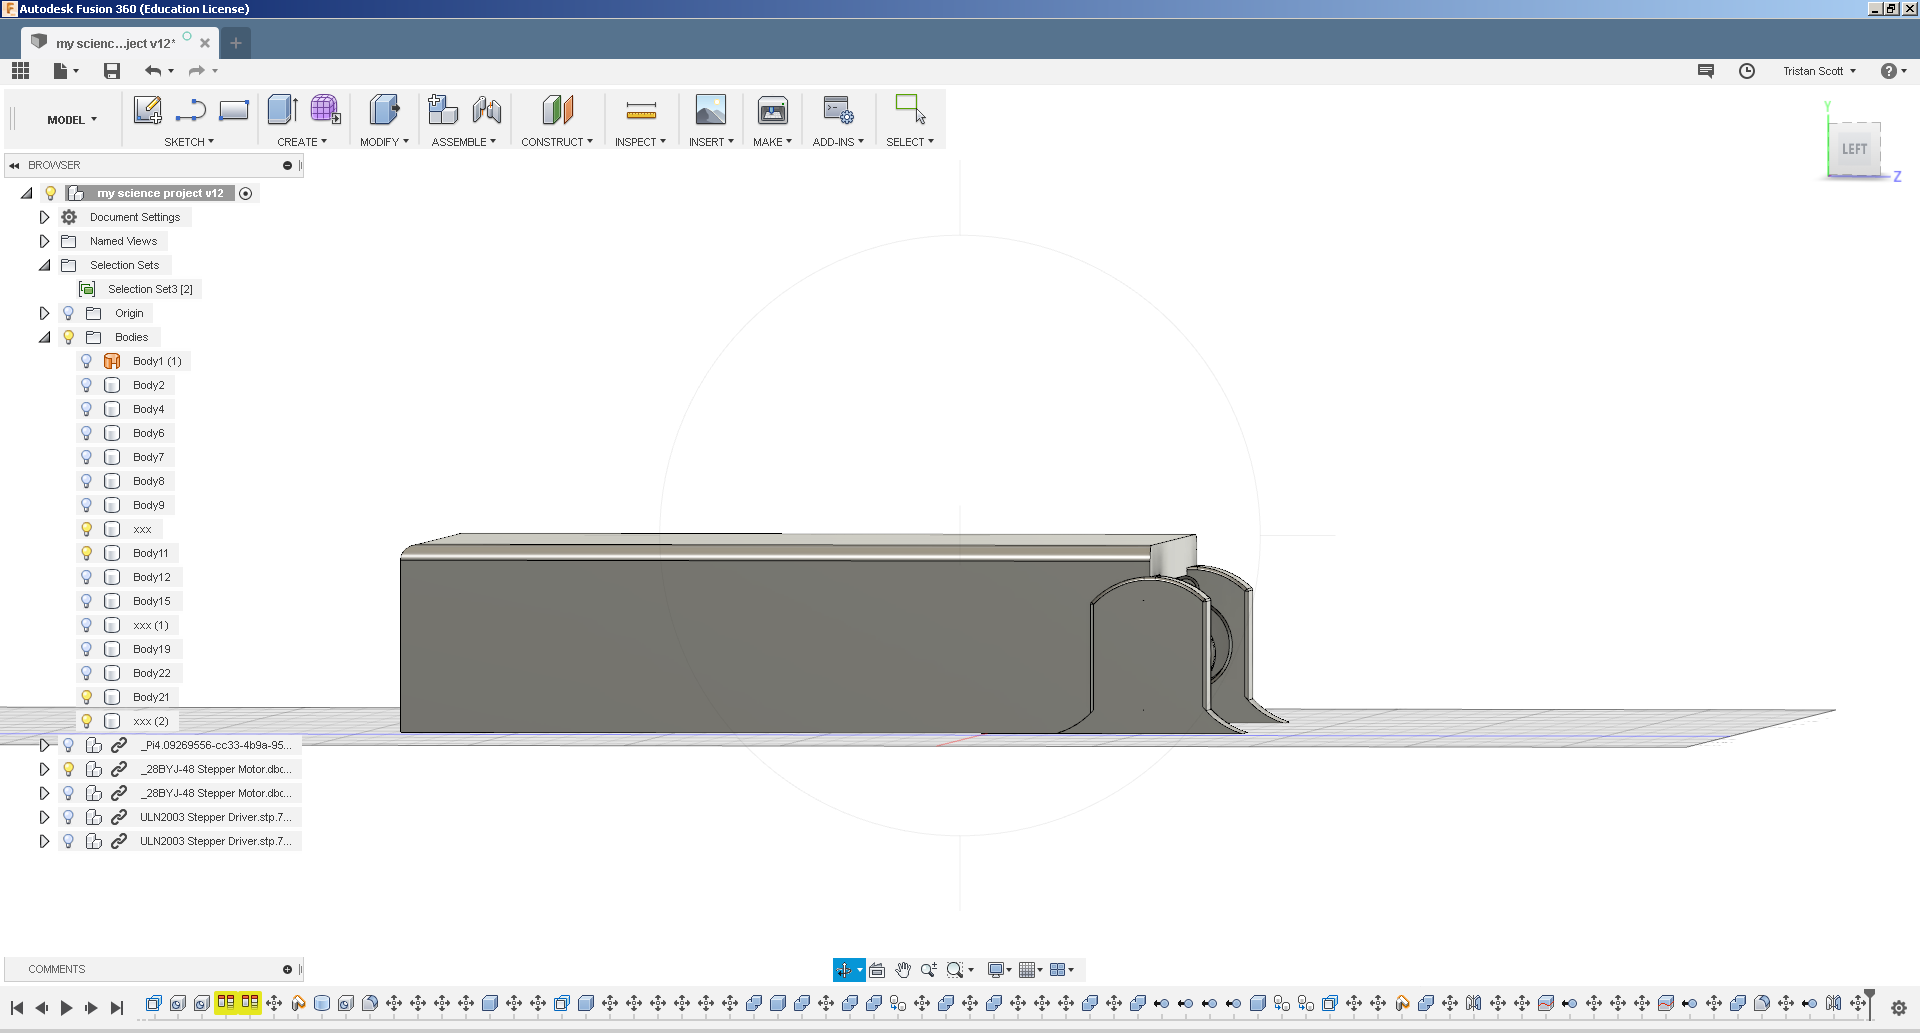 Autodesk Fusion 360 (Education License)
my scienc...ject v12*
Tristan Scott
MODEL
SKETCH
CREATE
MODIFY
ASSEMBLE
CONSTRUCT
INSPECT
INSERT
MAKE
ADD-INS
SELECT
Y
LEFT
Z
BROWSER
my science project v12
Document Settings
Named Views
Selection Sets
Selection Set3 [2]
Origin
Bodies
Body1 (1)
Body2
Body4
Body6
Body7
Body8
Body9
xxx
Body11
Body12
Body15
xxx (1)
Body19
Body22
Body21
xxx (2)
_Pi4.09269556-cc33-4b9a-95...
_28BYJ-48 Stepper Motor.dbc...
_28BYJ-48 Stepper Motor.dbc...
ULN2003 Stepper Driver.stp.7...
ULN2003 Stepper Driver.stp.7...
COMMENTS